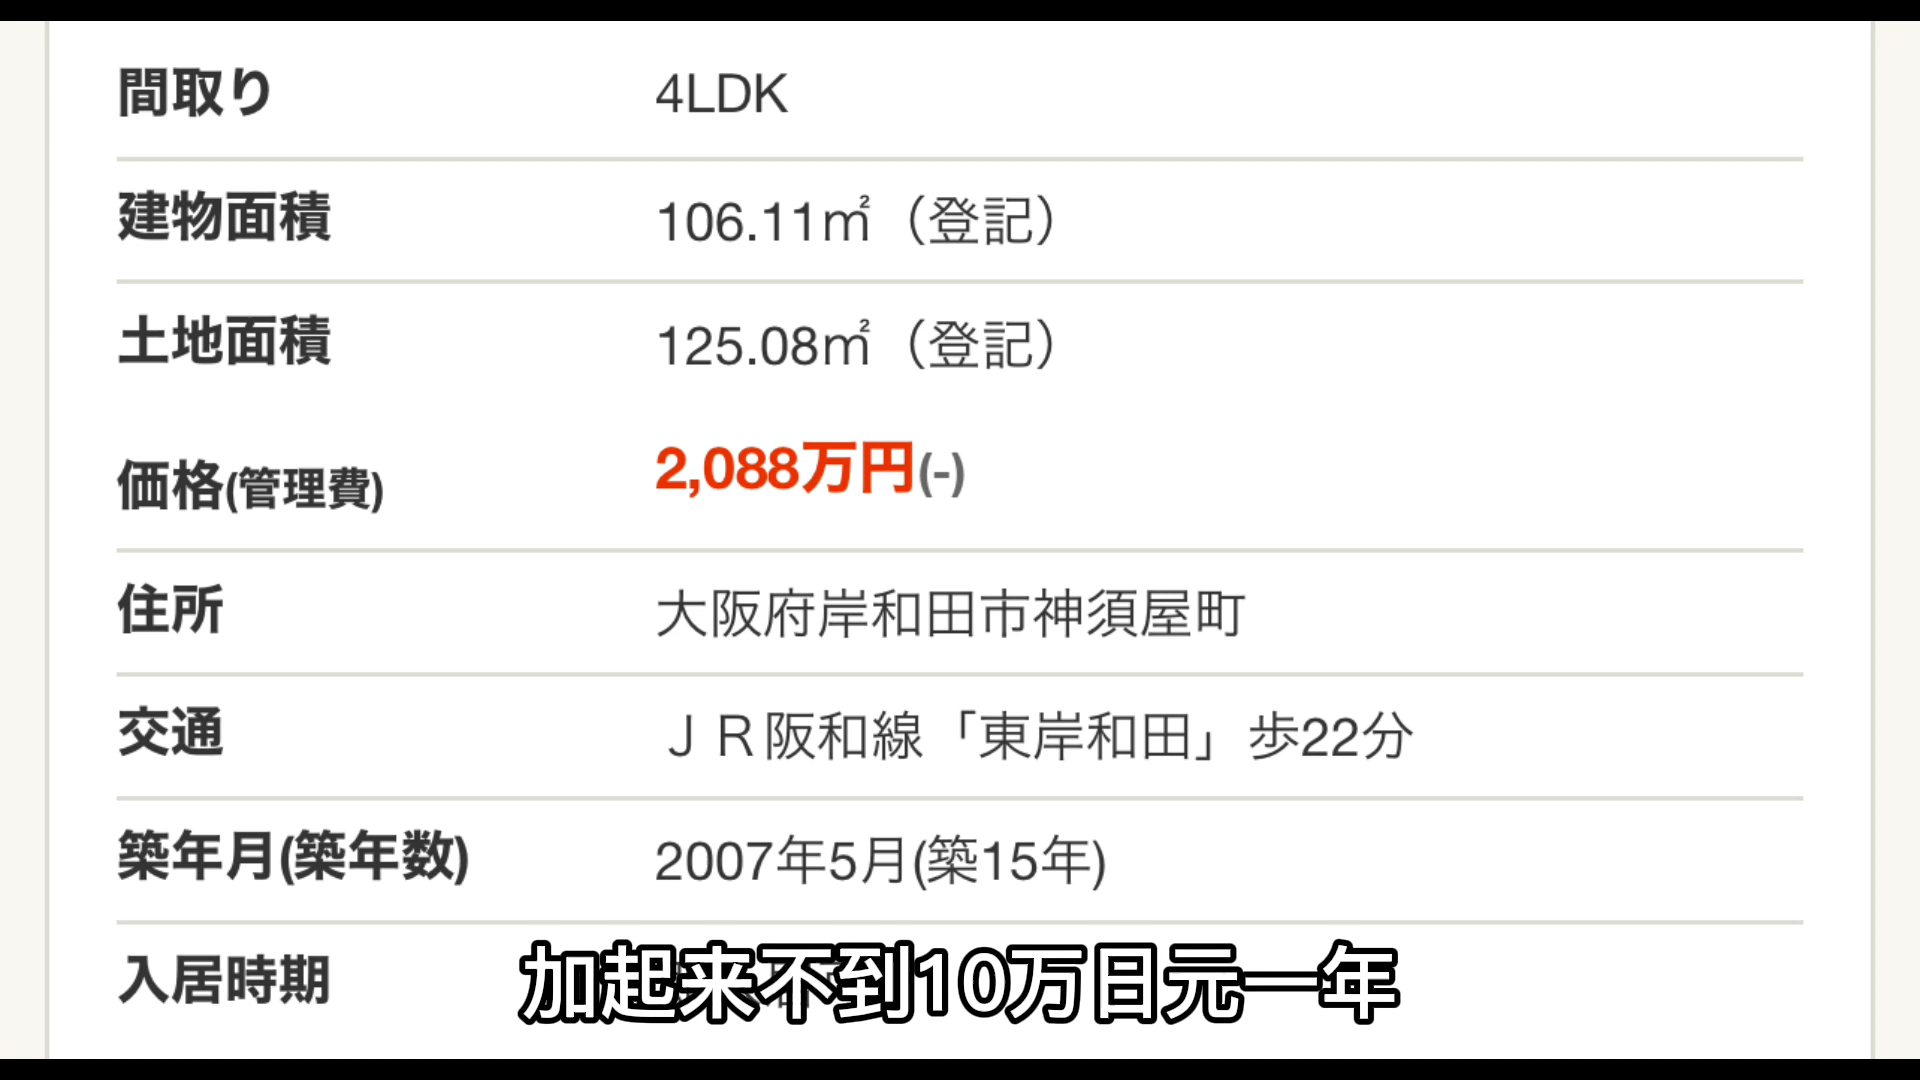 間取り 4LDK
建物面積 106.11㎡（登記）
土地面積 125.08㎡（登記）
価格(管理費) 2,088万円(-)
住所 大阪府岸和田市神須屋町
交通 ＪＲ阪和線「東岸和田」歩22分
築年月(築年数) 2007年5月(築15年)
入居時期
加起来不到10万日元一年